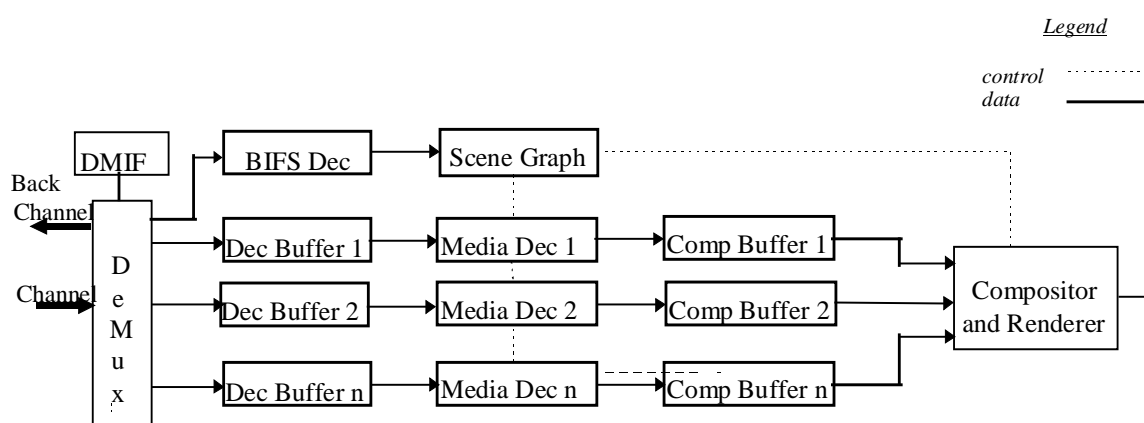 Legend
control
data
DMIF
BIFS Dec
Scene Graph
Back
Channel
Dec Buffer 1
Media Dec 1
Comp Buffer 1
Channel
D
e
M
u
x
Dec Buffer 2
Media Dec 2
Comp Buffer 2
Compositor
and Renderer
Dec Buffer n
Media Dec n
Comp Buffer n